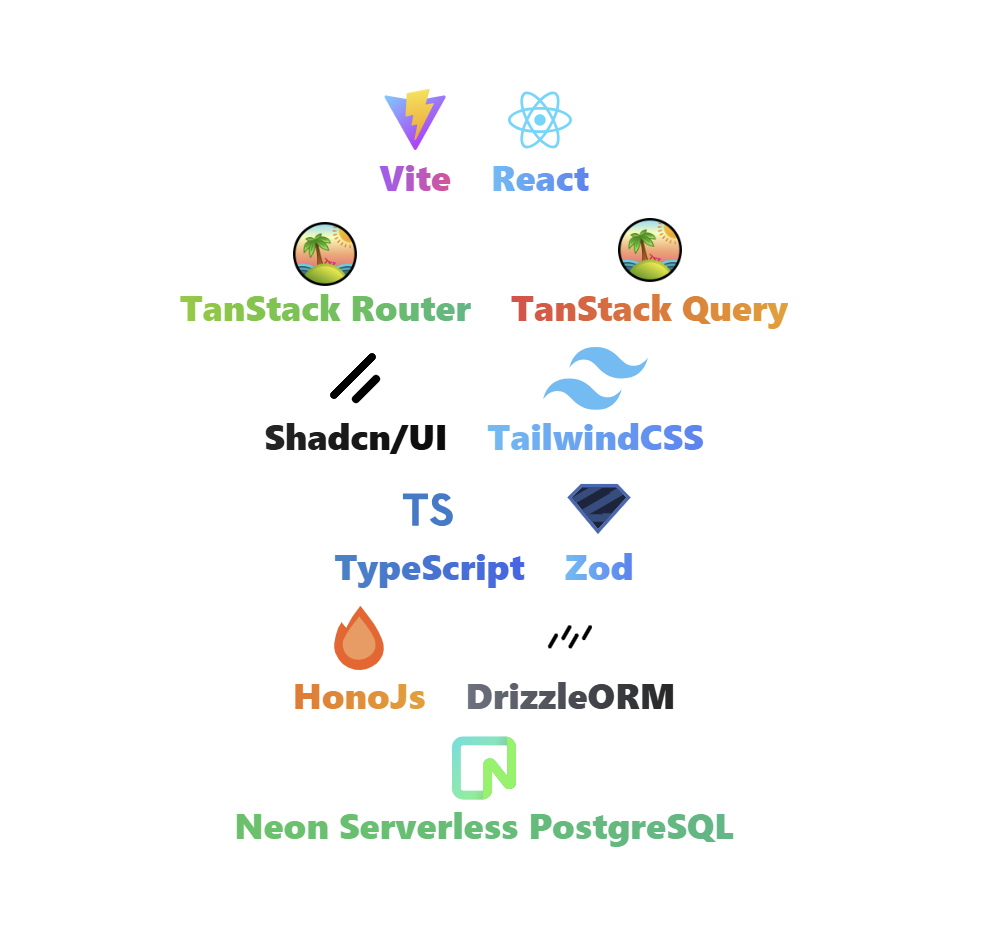 Vite React
TanStack Router TanStack Query
Shadcn/UI TailwindCSS
TS
TypeScript Zod
HonoJs DrizzleORM
Neon Serverless PostgreSQL